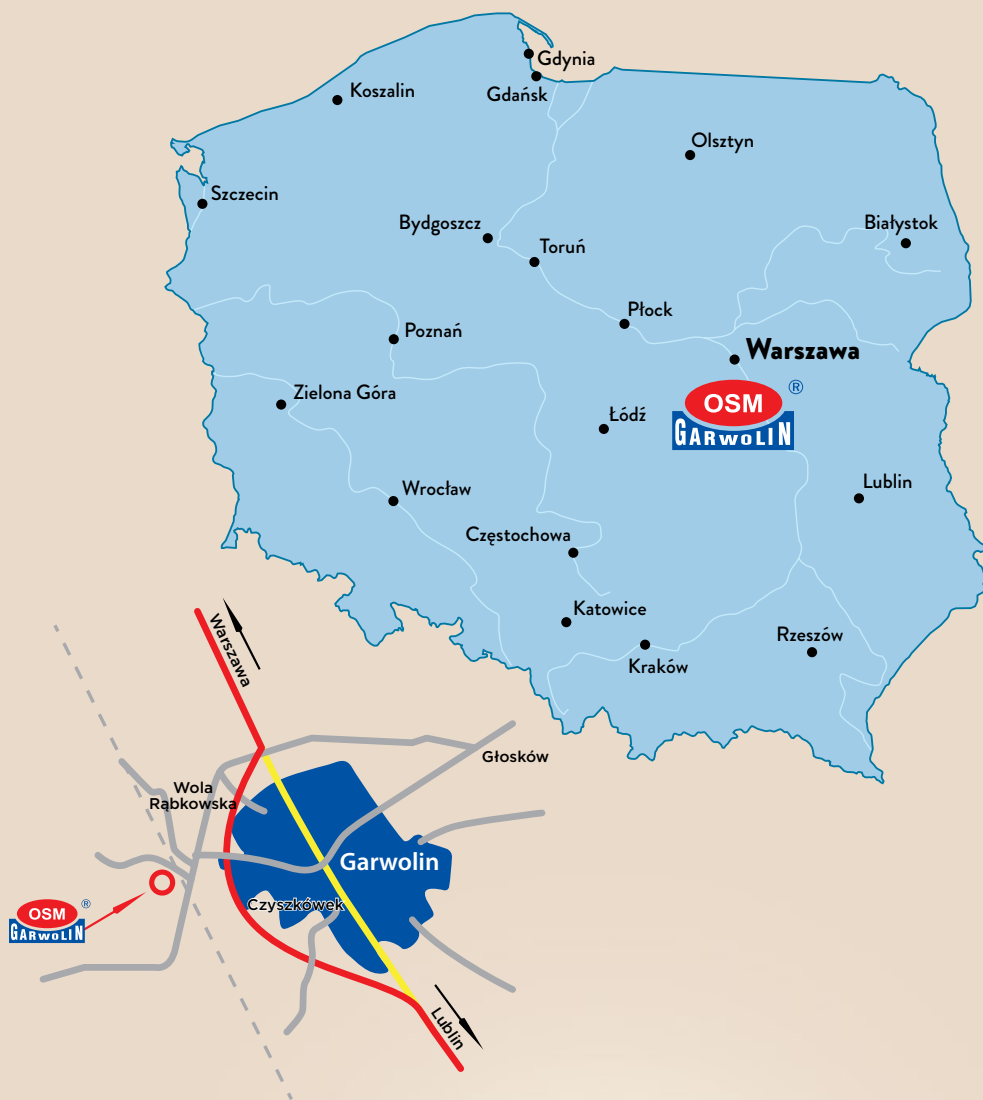 Gdynia
Gdańsk
Koszalin
Olsztyn
Szczecin
Bydgoszcz
Białystok
Toruń
Płock
Poznań
Warszawa
OSM ®
GARWOLIN
Zielona Góra
Łódź
Lublin
Wrocław
Częstochowa
Katowice
Rzeszów
Kraków
Warszawa
Głosków
Wola
Rąbkowska
Garwolin
Czyszkówek
OSM ®
GARWOLIN
Lublin